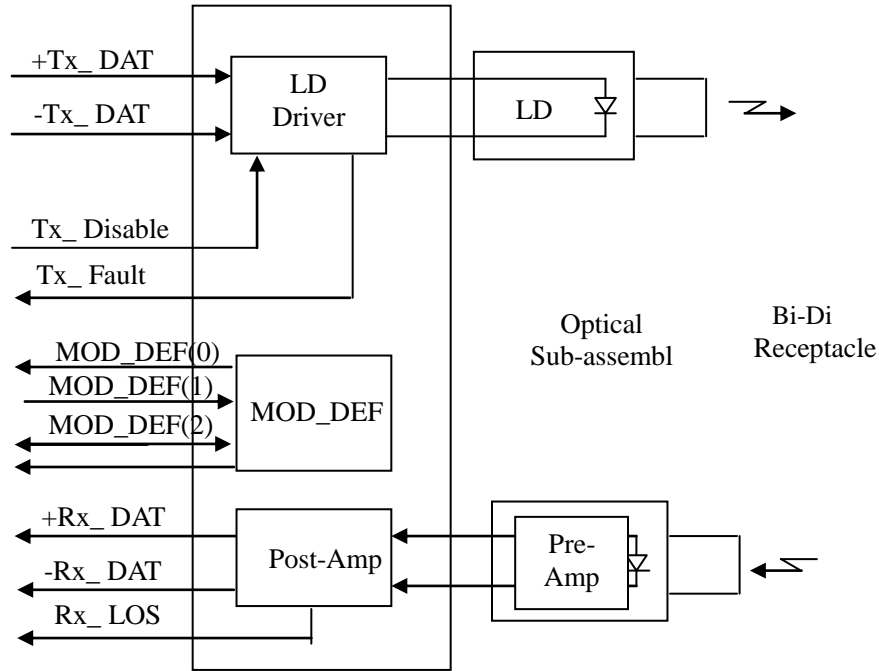 +Tx_ DAT
LD
Driver
LD
-Tx_ DAT
Tx_ Disable
Tx_ Fault
Optical
Sub-assembl
Bi-Di
Receptacle
MOD_DEF(0)
MOD_DEF(1)
MOD_DEF(2)
MOD_DEF
+Rx_ DAT
-Rx_ DAT
Rx_ LOS
Post-Amp
Pre-
Amp